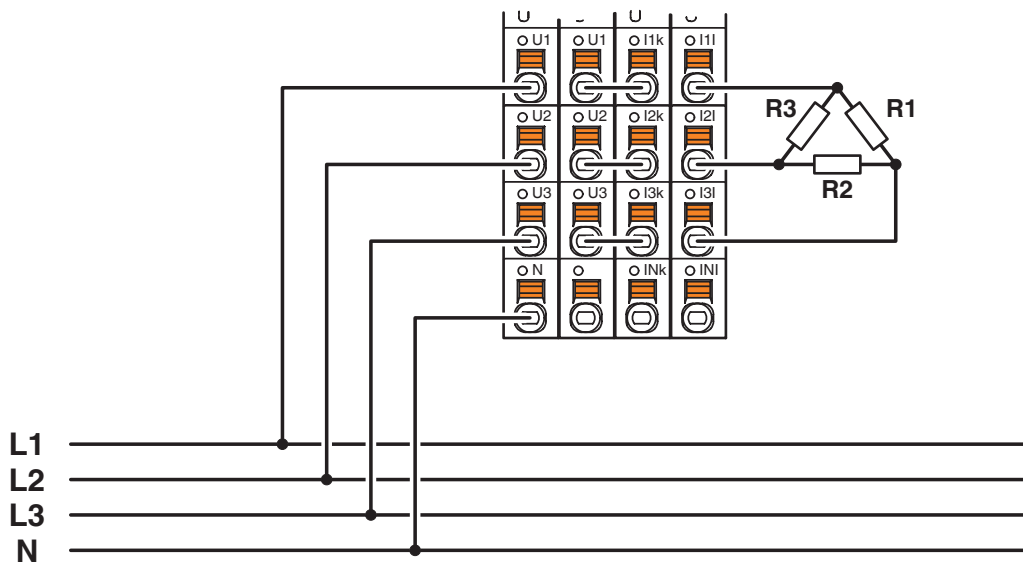 U1 U1 I1k I1l
R3 R1
U2 U2 I2k I2l
R2
U3 U3 I3k I3l
N INk INl
L1
L2
L3
N